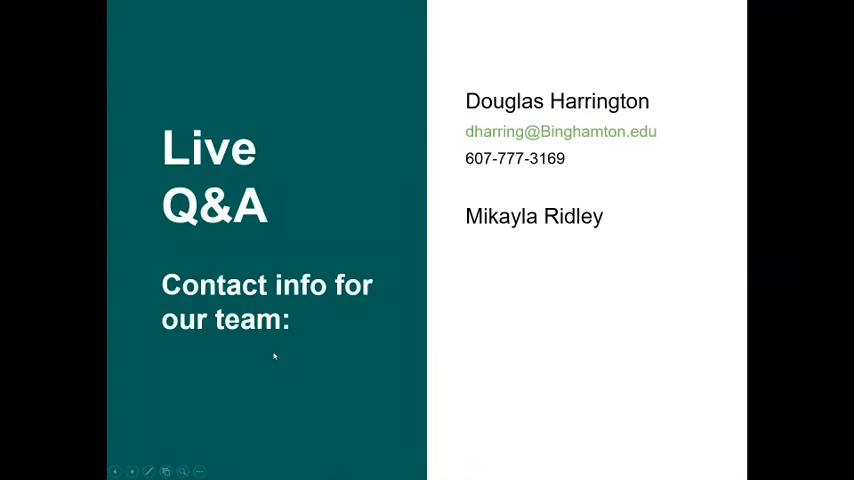 Live
Q&A
Contact info for
our team:
Douglas Harrington
dharring@Binghamton.edu
607-777-3169
Mikayla Ridley